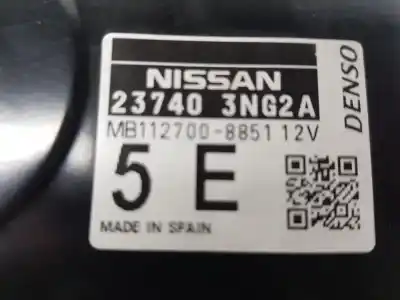 NISSAN
23740 3NG2A
MB112700-8851 12V
5 E
MADE IN SPAIN
DENSO